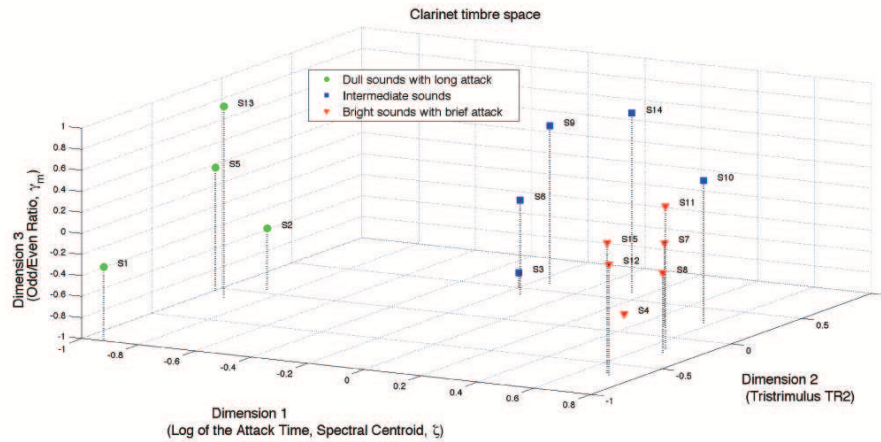 Clarinet timbre space
Dull sounds with long attack
Intermediate sounds
Bright sounds with brief attack
S13
S5
S2
S1
S9
S14
S6
S10
S11
S15
S7
S3
S12
S8
S4
Dimension 3
(Odd/Even Ratio, γm)
1
0.8
0.6
0.4
0.2
0
-0.2
-0.4
-0.6
-0.8
-1
-1
-0.8
-0.6
-0.4
-0.2
0
0.2
0.4
0.6
0.8
-1
-0.5
0
0.5
Dimension 1
(Log of the Attack Time, Spectral Centroid, ζ)
Dimension 2
(Tristrimulus TR2)